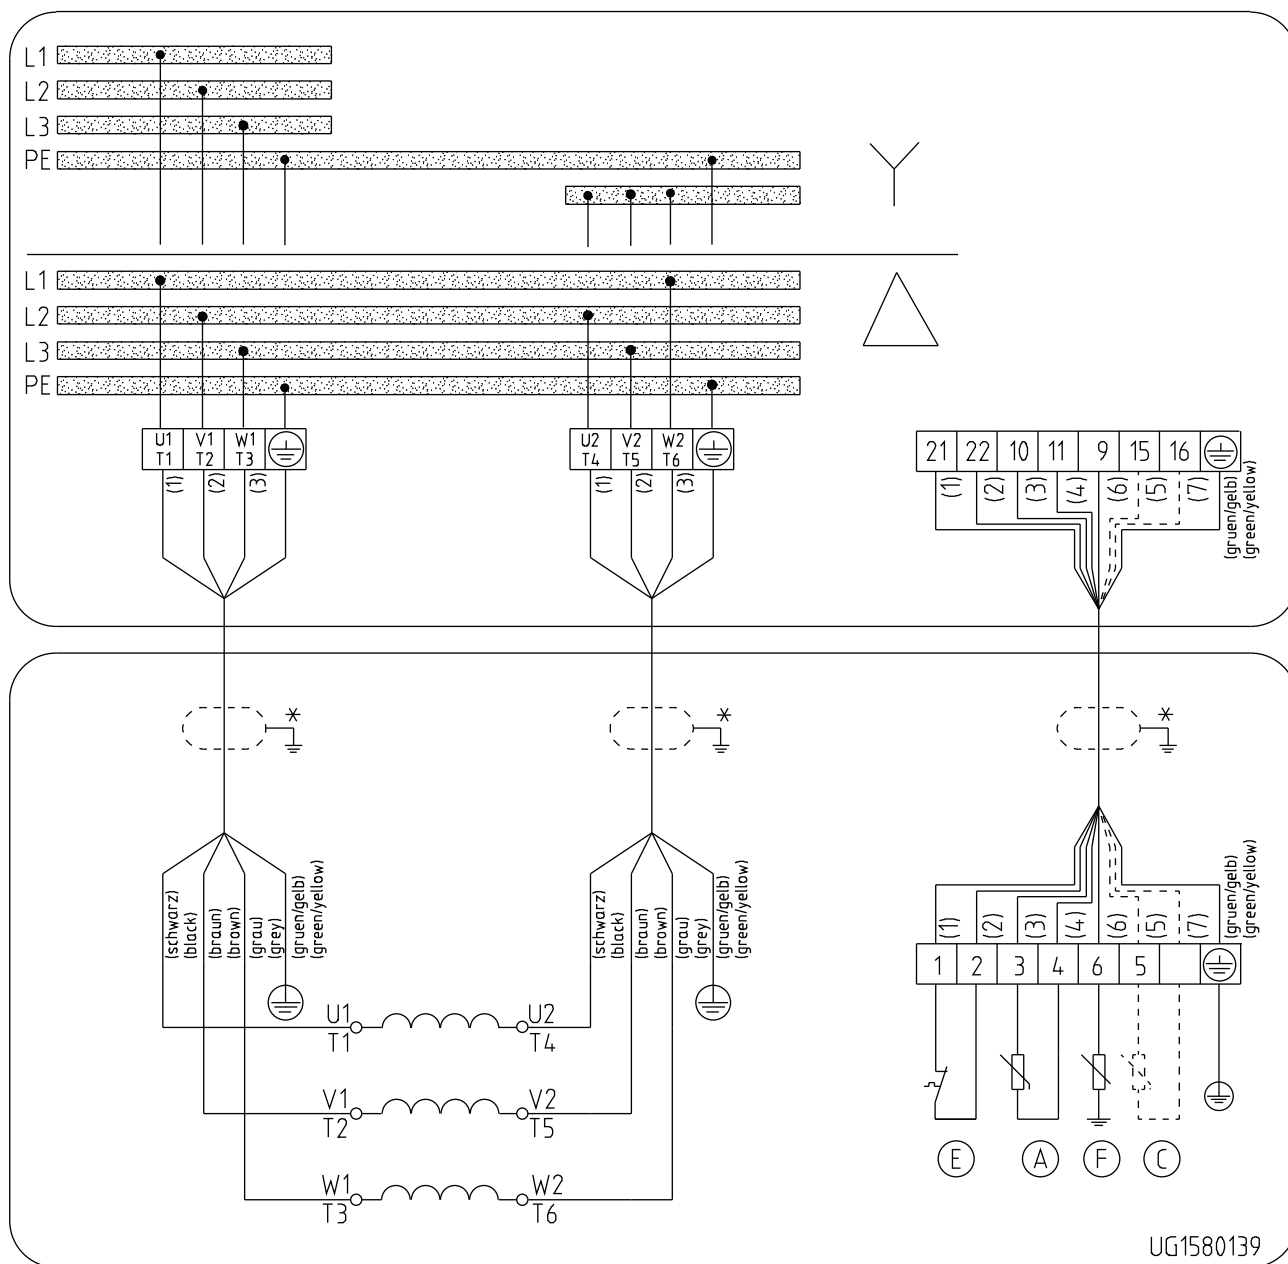 L1
L2
L3
PE
L1
L2
L3
PE
U1 V1 W1
T1 T2 T3
(1) (2) (3)
U2 V2 W2
T4 T5 T6
(1) (2) (3)
21 22 10 11 9 15 16
(1) (2) (3) (4) (6) (5) (7)
(gruen/gelb)
(green/yellow)
* * *
(schwarz)
(black)
(braun)
(brown)
(grau)
(grey)
(gruen/gelb)
(green/yellow)
(schwarz)
(black)
(braun)
(brown)
(grau)
(grey)
(gruen/gelb)
(green/yellow)
(1) (2) (3) (4) (6) (5) (7)
(gruen/gelb)
(green/yellow)
1 2 3 4 6 5
U1 U2
T1 T4
V1 V2
T2 T5
W1 W2
T3 T6
E A F C
UG1580139